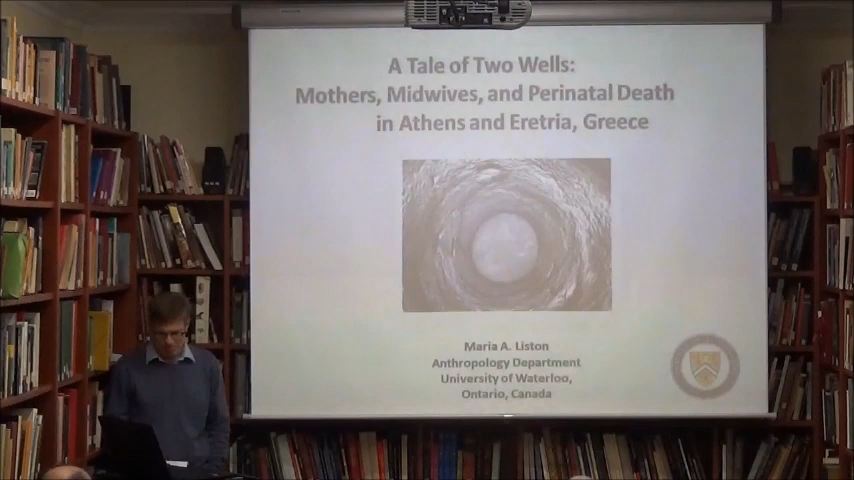 A Tale of Two Wells:
Mothers, Midwives, and Perinatal Death
in Athens and Eretria, Greece
Maria A. Liston
Anthropology Department
University of Waterloo,
Ontario, Canada